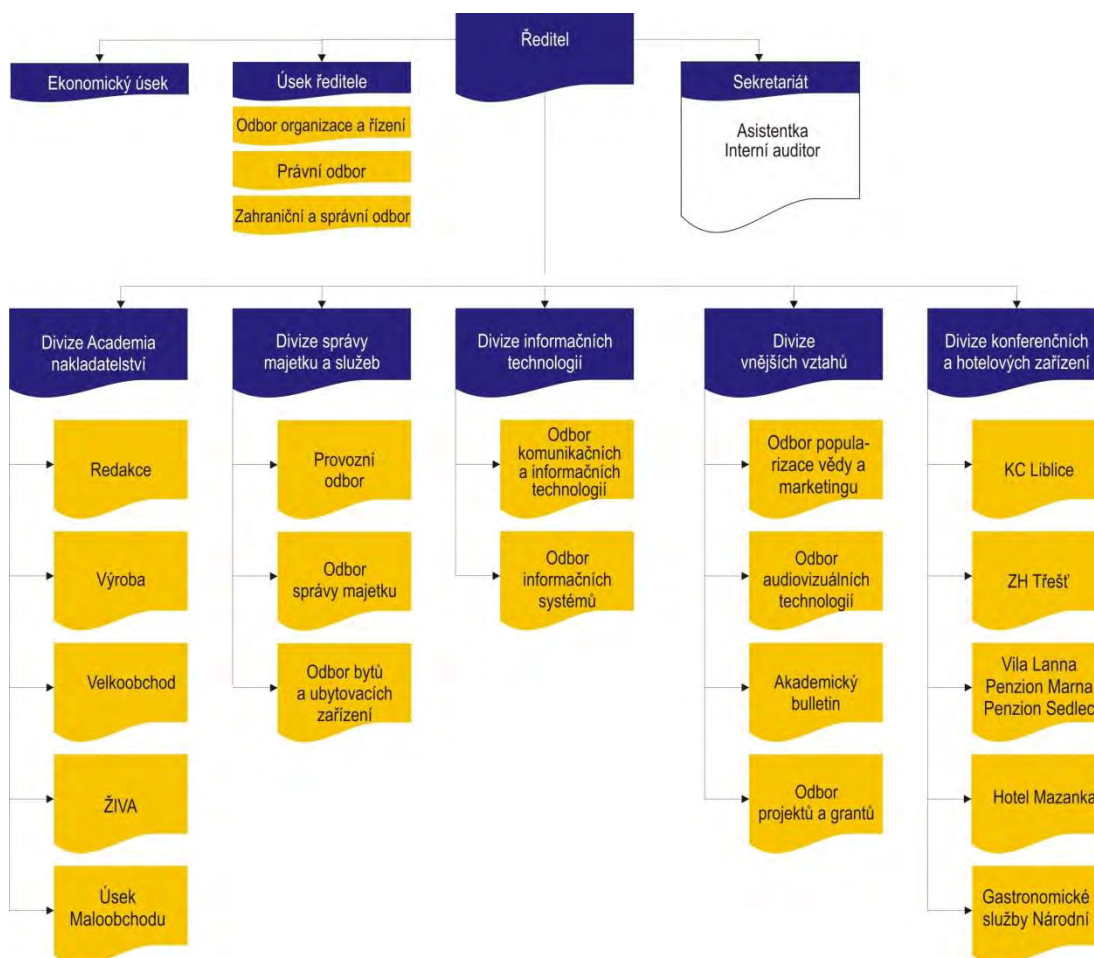 Ředitel
Ekonomický úsek
Úsek ředitele
Odbor organizace a řízení
Právní odbor
Zahraniční a správní odbor
Sekretariát
Asistentka
Interní auditor
Divize Academia
nakladatelství
Redakce
Výroba
Velkoobchod
ŽIVA
Úsek
Maloobchodu
Divize správy
majetku a služeb
Provozní
odbor
Odbor
správy majetku
Odbor bytů
a ubytovacích
zařízení
Divize informačních
technologií
Odbor
komunikačních
a informačních
technologií
Odbor
informačních
systémů
Divize
vnějších vztahů
Odbor popula-
rizace vědy a
marketingu
Odbor
audiovizuálních
technologií
Akademický
bulletin
Odbor
projektů a grantů
Divize konferenčních
a hotelových zařízení
KC Liblice
ZH Třešť
Vila Lanna
Penzion Marna
Penzion Sedlec
Hotel Mazanka
Gastronomické
služby Národní